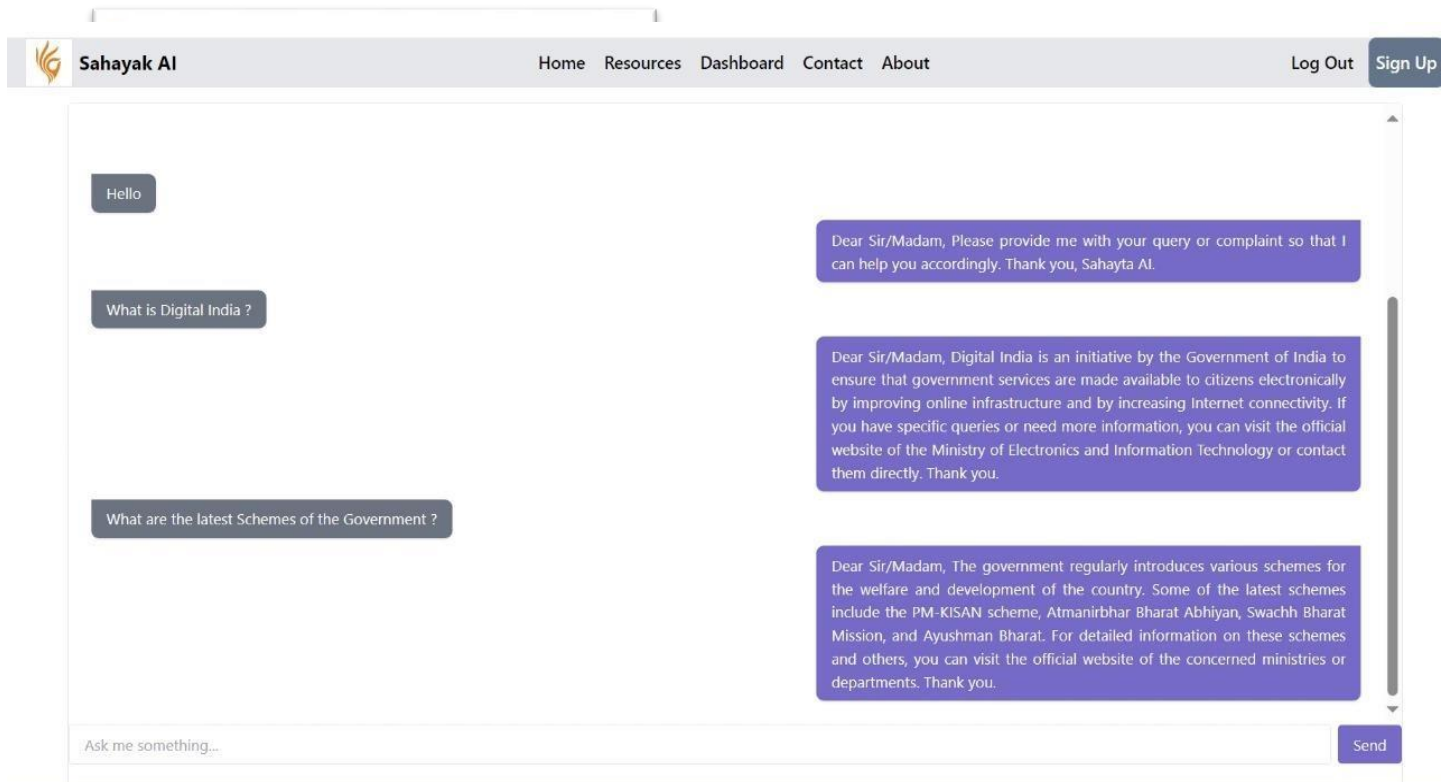 Sahayak AI
Home Resources Dashboard Contact About
Log Out
Sign Up
Hello
Dear Sir/Madam, Please provide me with your query or complaint so that I
can help you accordingly. Thank you, Sahayta AI.
What is Digital India ?
Dear Sir/Madam, Digital India is an initiative by the Government of India to
ensure that government services are made available to citizens electronically
by improving online infrastructure and by increasing Internet connectivity. If
you have specific queries or need more information, you can visit the official
website of the Ministry of Electronics and Information Technology or contact
them directly. Thank you.
What are the latest Schemes of the Government ?
Dear Sir/Madam, The government regularly introduces various schemes for
the welfare and development of the country. Some of the latest schemes
include the PM-KISAN scheme, Atmanirbhar Bharat Abhiyan, Swachh Bharat
Mission, and Ayushman Bharat. For detailed information on these schemes
and others, you can visit the official website of the concerned ministries or
departments. Thank you.
Ask me something...
Send